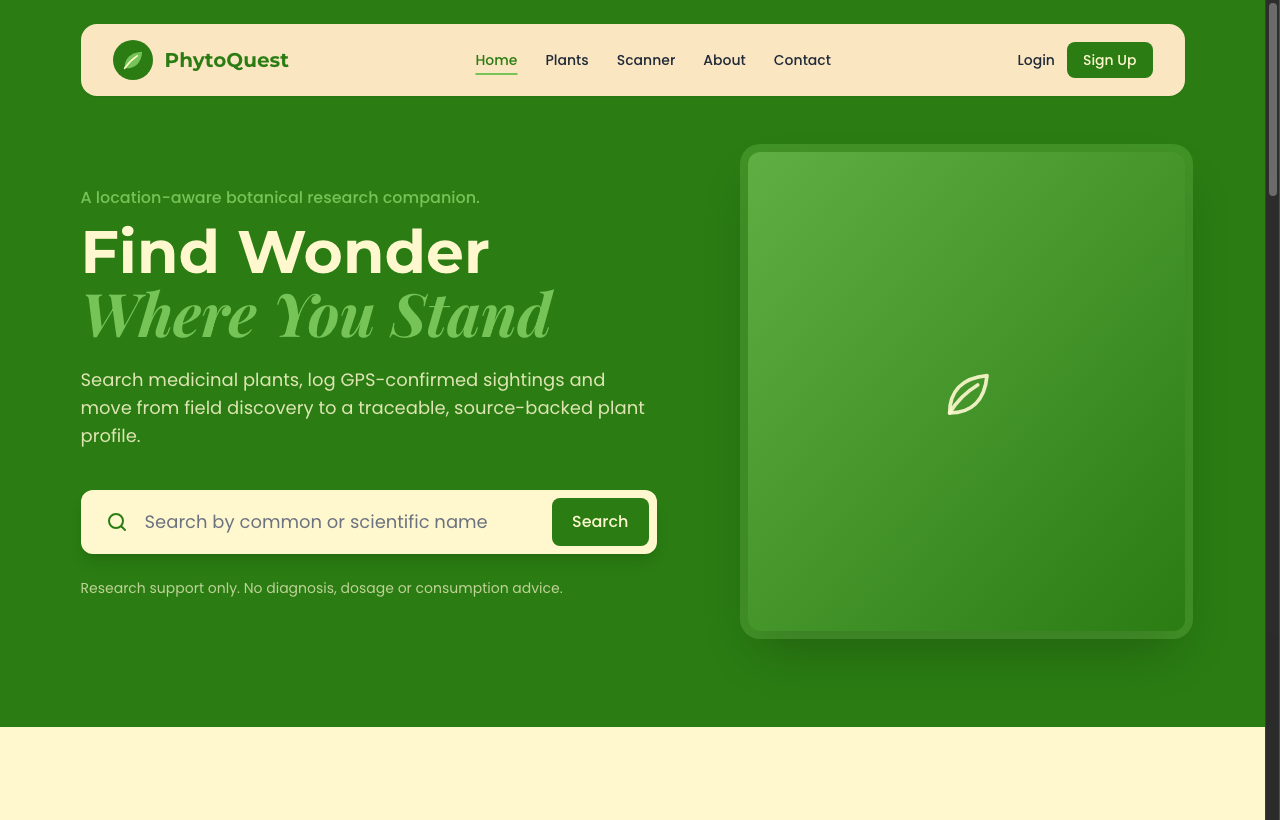 PhytoQuest
Home Plants Scanner About Contact
Login Sign Up
A location-aware botanical research companion.
Find Wonder
Where You Stand
Search medicinal plants, log GPS-confirmed sightings and
move from field discovery to a traceable, source-backed plant
profile.
Search by common or scientific name
Search
Research support only. No diagnosis, dosage or consumption advice.